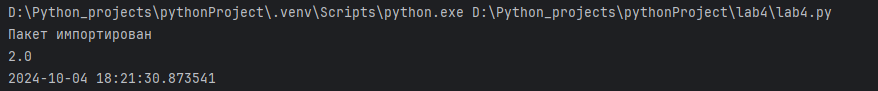 D:\Python_projects\pythonProject\.venv\Scripts\python.exe D:\Python_projects\pythonProject\lab4\lab4.py
Пакет импортирован
2.0
2024-10-04 18:21:30.873541